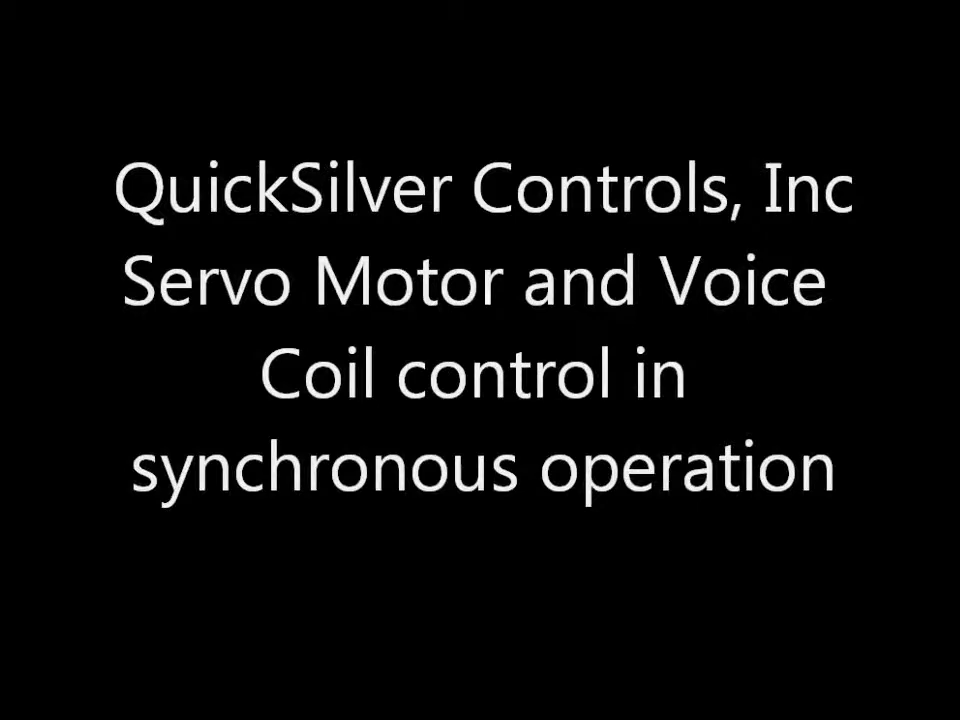 QuickSilver Controls, Inc
Servo Motor and Voice
Coil control in
synchronous operation